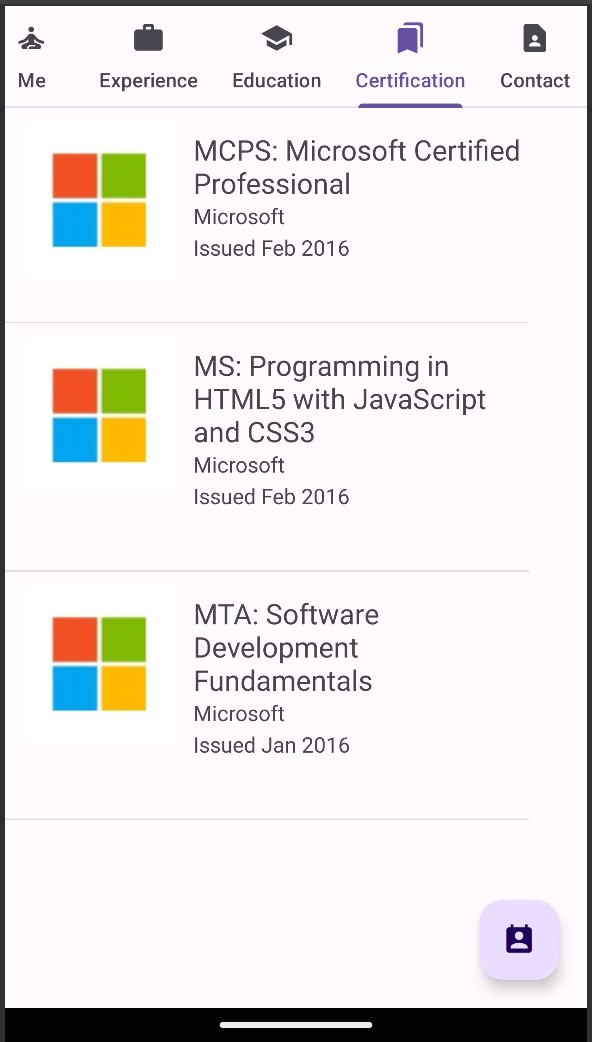 Me
Experience
Education
Certification
Contact
MCPS: Microsoft Certified
Professional
Microsoft
Issued Feb 2016
MS: Programming in
HTML5 with JavaScript
and CSS3
Microsoft
Issued Feb 2016
MTA: Software
Development
Fundamentals
Microsoft
Issued Jan 2016